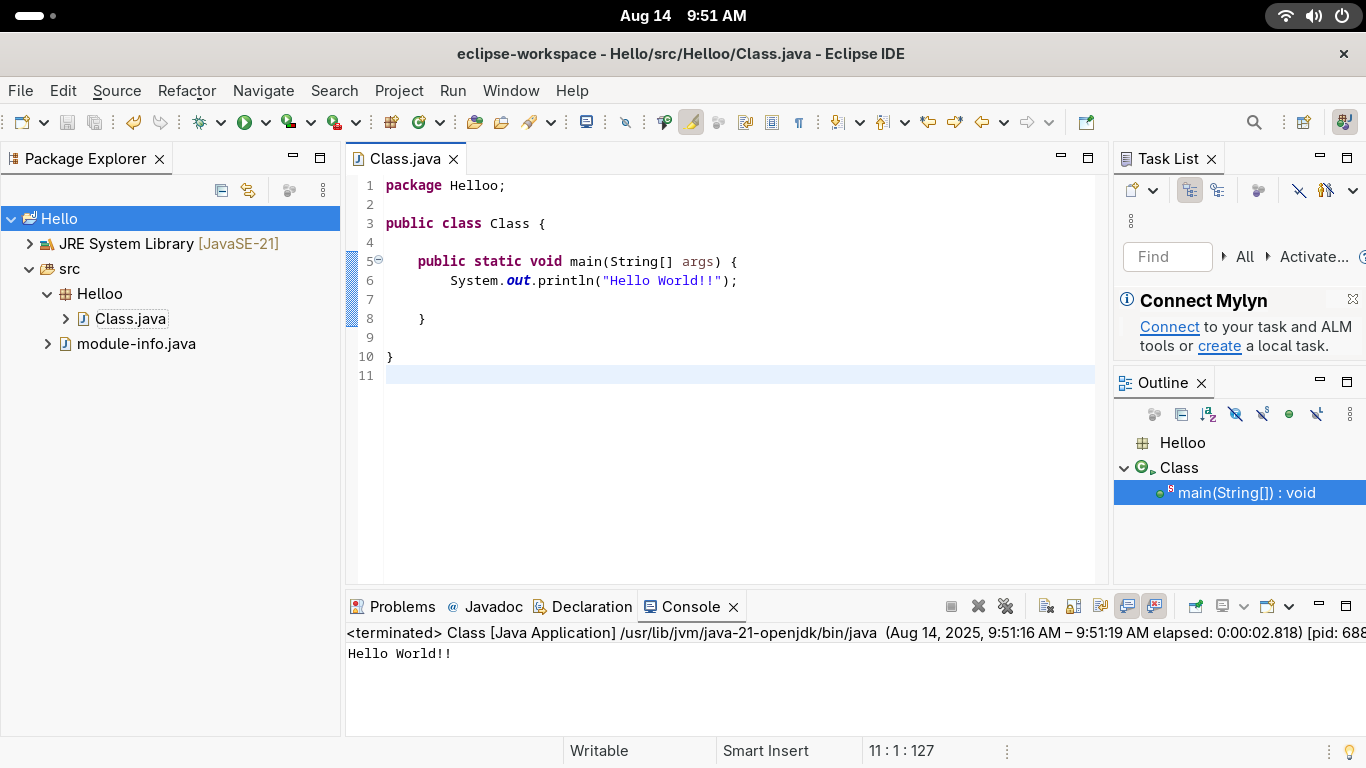 Aug 14 9:51 AM
eclipse-workspace - Hello/src/Helloo/Class.java - Eclipse IDE
File Edit Source Refactor Navigate Search Project Run Window Help
Package Explorer
Hello
JRE System Library [JavaSE-21]
src
Helloo
Class.java
module-info.java
Class.java
1 package Helloo;
2
3 public class Class {
4
5 public static void main(String[] args) {
6 System.out.println("Hello World!!");
7
8 }
9
10 }
11
Task List
Find All Activate...
Connect Mylyn
Connect to your task and ALM
tools or create a local task.
Outline
Helloo
Class
main(String[]) : void
Problems Javadoc Declaration Console
<terminated> Class [Java Application] /usr/lib/jvm/java-21-openjdk/bin/java (Aug 14, 2025, 9:51:16 AM – 9:51:19 AM elapsed: 0:00:02.818) [pid: 688
Hello World!!
Writable Smart Insert 11 : 1 : 127